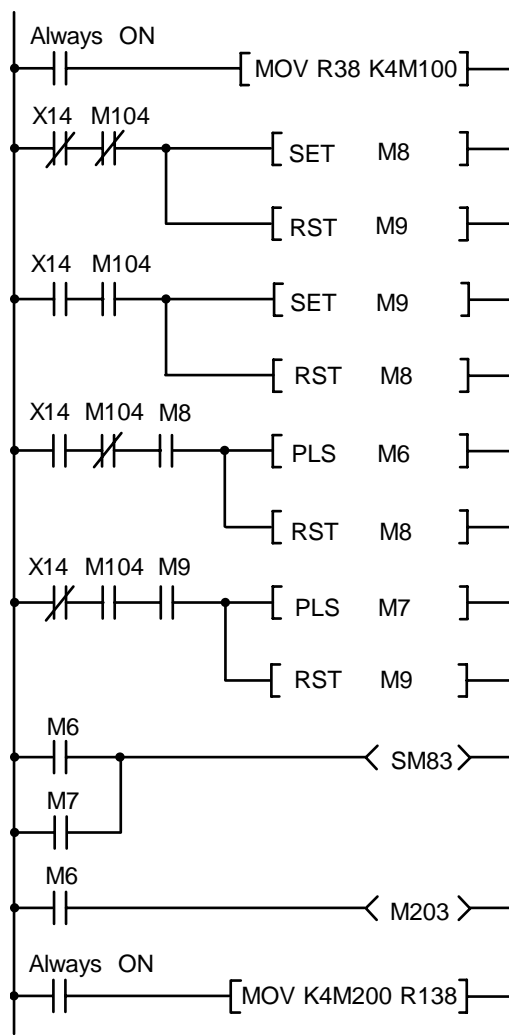 Always ON
MOV R38 K4M100
X14 M104
SET M8
RST M9
X14 M104
SET M9
RST M8
X14 M104 M8
PLS M6
RST M8
X14 M104 M9
PLS M7
RST M9
M6
SM83
M7
M6
M203
Always ON
MOV K4M200 R138